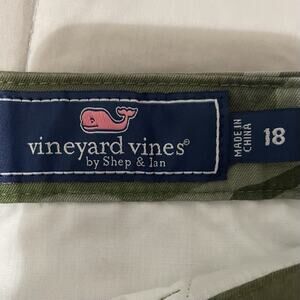 vineyard vines®
by Shep & Ian
MADE IN
CHINA
18